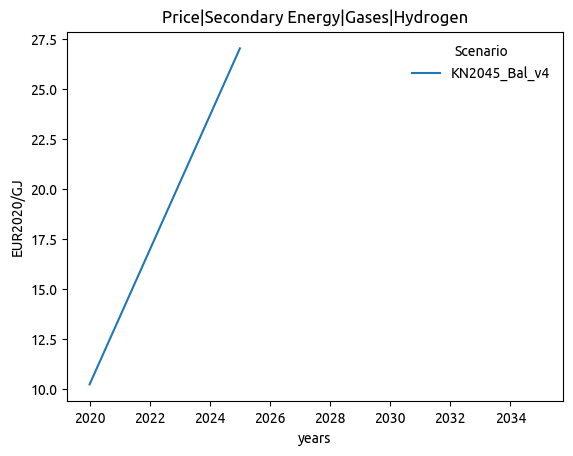 Price|Secondary Energy|Gases|Hydrogen
Scenario
KN2045_Bal_v4
EUR2020/GJ
27.5
25.0
22.5
20.0
17.5
15.0
12.5
10.0
2020 2022 2024 2026 2028 2030 2032 2034
years